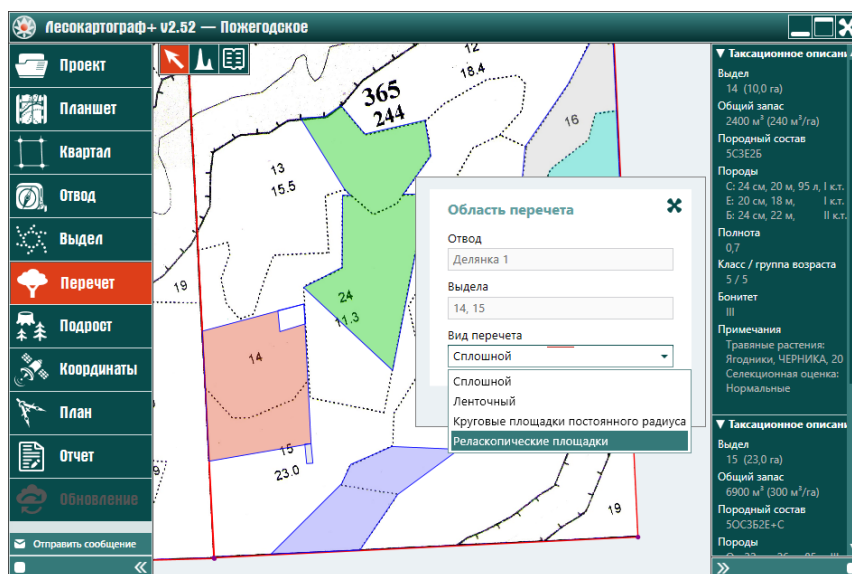 Лесокартограф+ v2.52 — Пожегодское
Проект
Планшет
Квартал
Отвод
Выдел
Перечет
Подрост
Координаты
План
Отчет
Обновление
Отправить сообщение
12
18.4
365
244
16
13
15.5
19
24
11.3
14
15
23.0
19
Область перечета
Отвод
Делянка 1
Выдела
14, 15
Вид перечета
Сплошной
Сплошной
Ленточный
Круговые площадки постоянного радиуса
Реласкопические площадки
Таксационное описани
Выдел
14 (10,0 га)
Общий запас
2400 м³ (240 м³/га)
Породный состав
5С3Е2Б
Породы
С: 24 см, 20 м, 95 л, I к.т.
Е: 20 см, 18 м, I к.т.
Б: 24 см, 22 м, II к.т.
Полнота
0,7
Класс / группа возраста
5 / 5
Бонитет
III
Примечания
Травяные растения:
Ягодники, ЧЕРНИКА, 20
Селекционная оценка:
Нормальные
Таксационное описани
Выдел
15 (23,0 га)
Общий запас
6900 м³ (300 м³/га)
Породный состав
5ОС3Б2Е+С
Породы